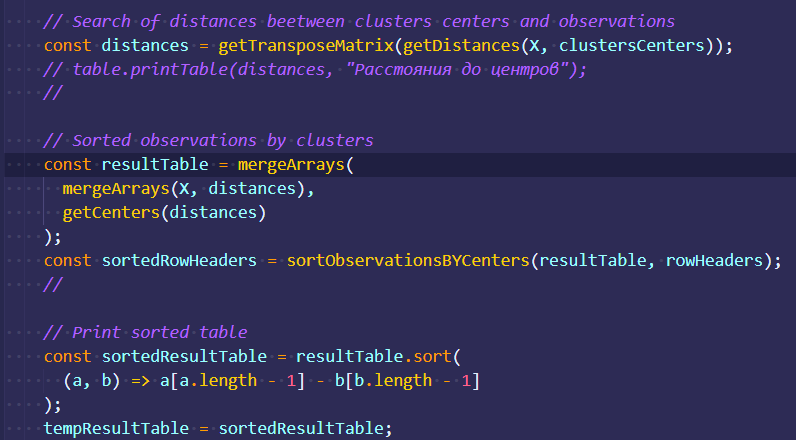 // Search of distances beetween clusters centers and observations
const distances = getTransposeMatrix(getDistances(X, clustersCenters));
// table.printTable(distances, "Расстояния до центров");
//
// Sorted observations by clusters
const resultTable = mergeArrays(
mergeArrays(X, distances),
getCenters(distances)
);
const sortedRowHeaders = sortObservationsBYCenters(resultTable, rowHeaders);
//
// Print sorted table
const sortedResultTable = resultTable.sort(
(a, b) => a[a.length - 1] - b[b.length - 1]
);
tempResultTable = sortedResultTable;